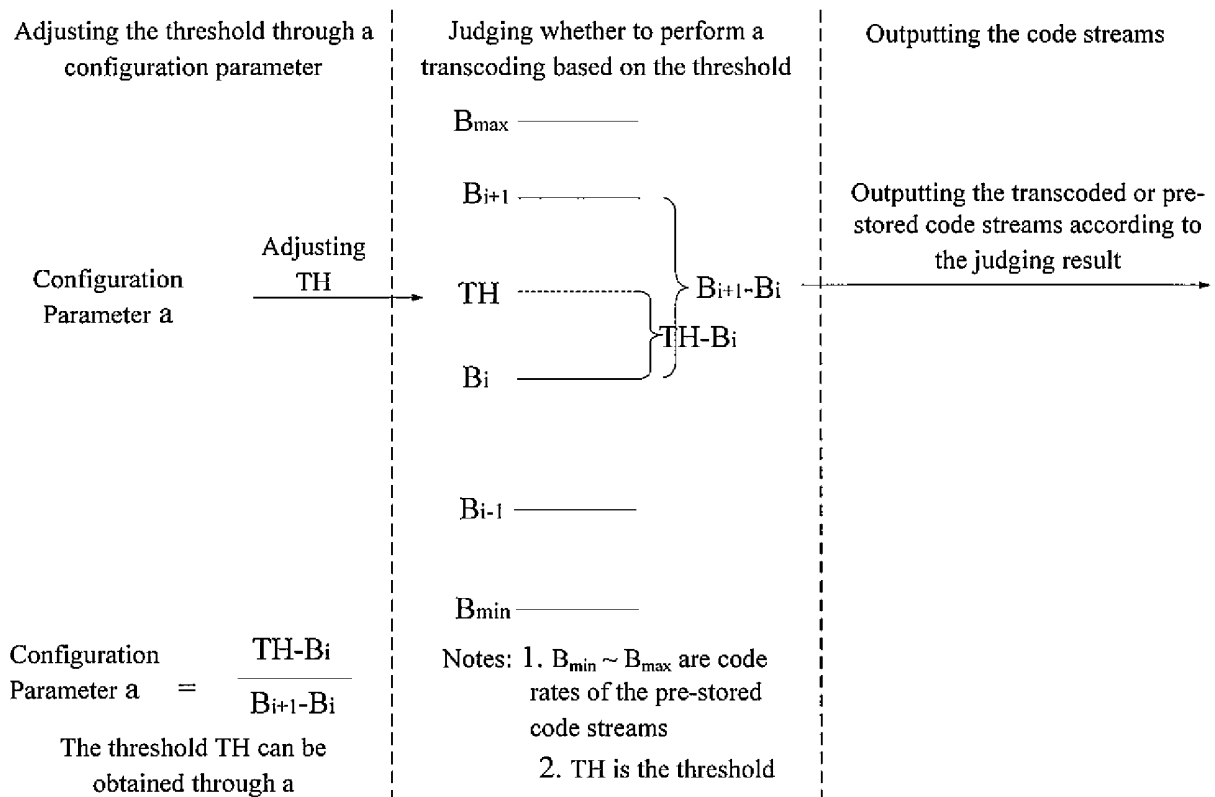 Adjusting the threshold through a
configuration parameter
Configuration
Parameter a
Adjusting
TH
Configuration
Parameter a = TH-Bi
Bi+1-Bi
The threshold TH can be
obtained through a
Judging whether to perform a
transcoding based on the threshold
Bmax
Bi+1
TH
Bi+1-Bi
TH-Bi
Bi
Bi-1
Bmin
Notes: 1. Bmin ~ Bmax are code
rates of the pre-stored
code streams
2. TH is the threshold
Outputting the code streams
Outputting the transcoded or pre-
stored code streams according to
the judging result